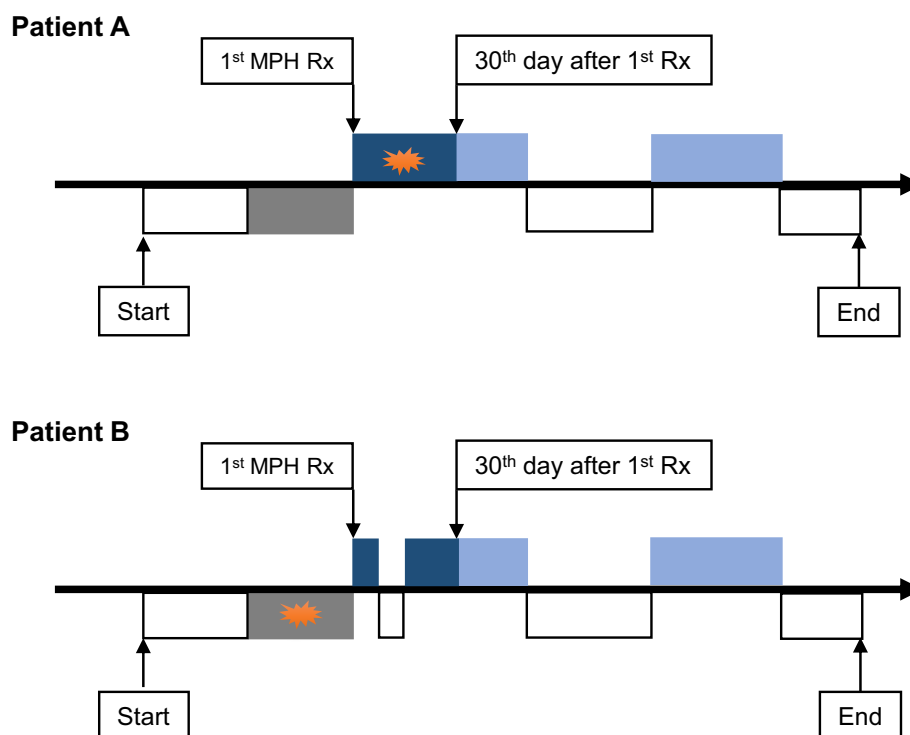 Patient A
1st MPH Rx
30th day after 1st Rx
Start
End
Patient B
1st MPH Rx
30th day after 1st Rx
Start
End